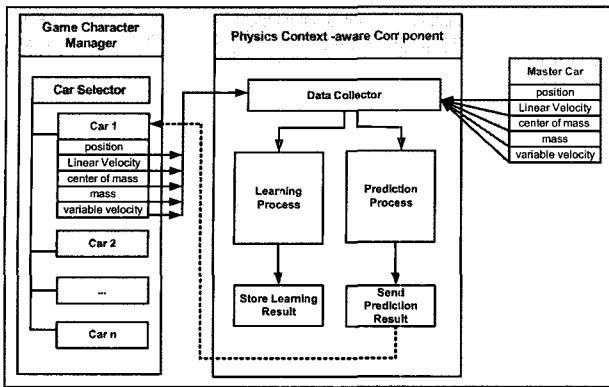 Game Character
Manager
Car Selector
Car 1
position
Linear Velocity
center of mass
mass
variable velocity
Car 2
...
Car n
Physics Context -aware Component
Data Collector
Learning
Process
Prediction
Process
Store Learning
Result
Send
Prediction
Result
Master Car
position
Linear Velocity
center of mass
mass
variable velocity